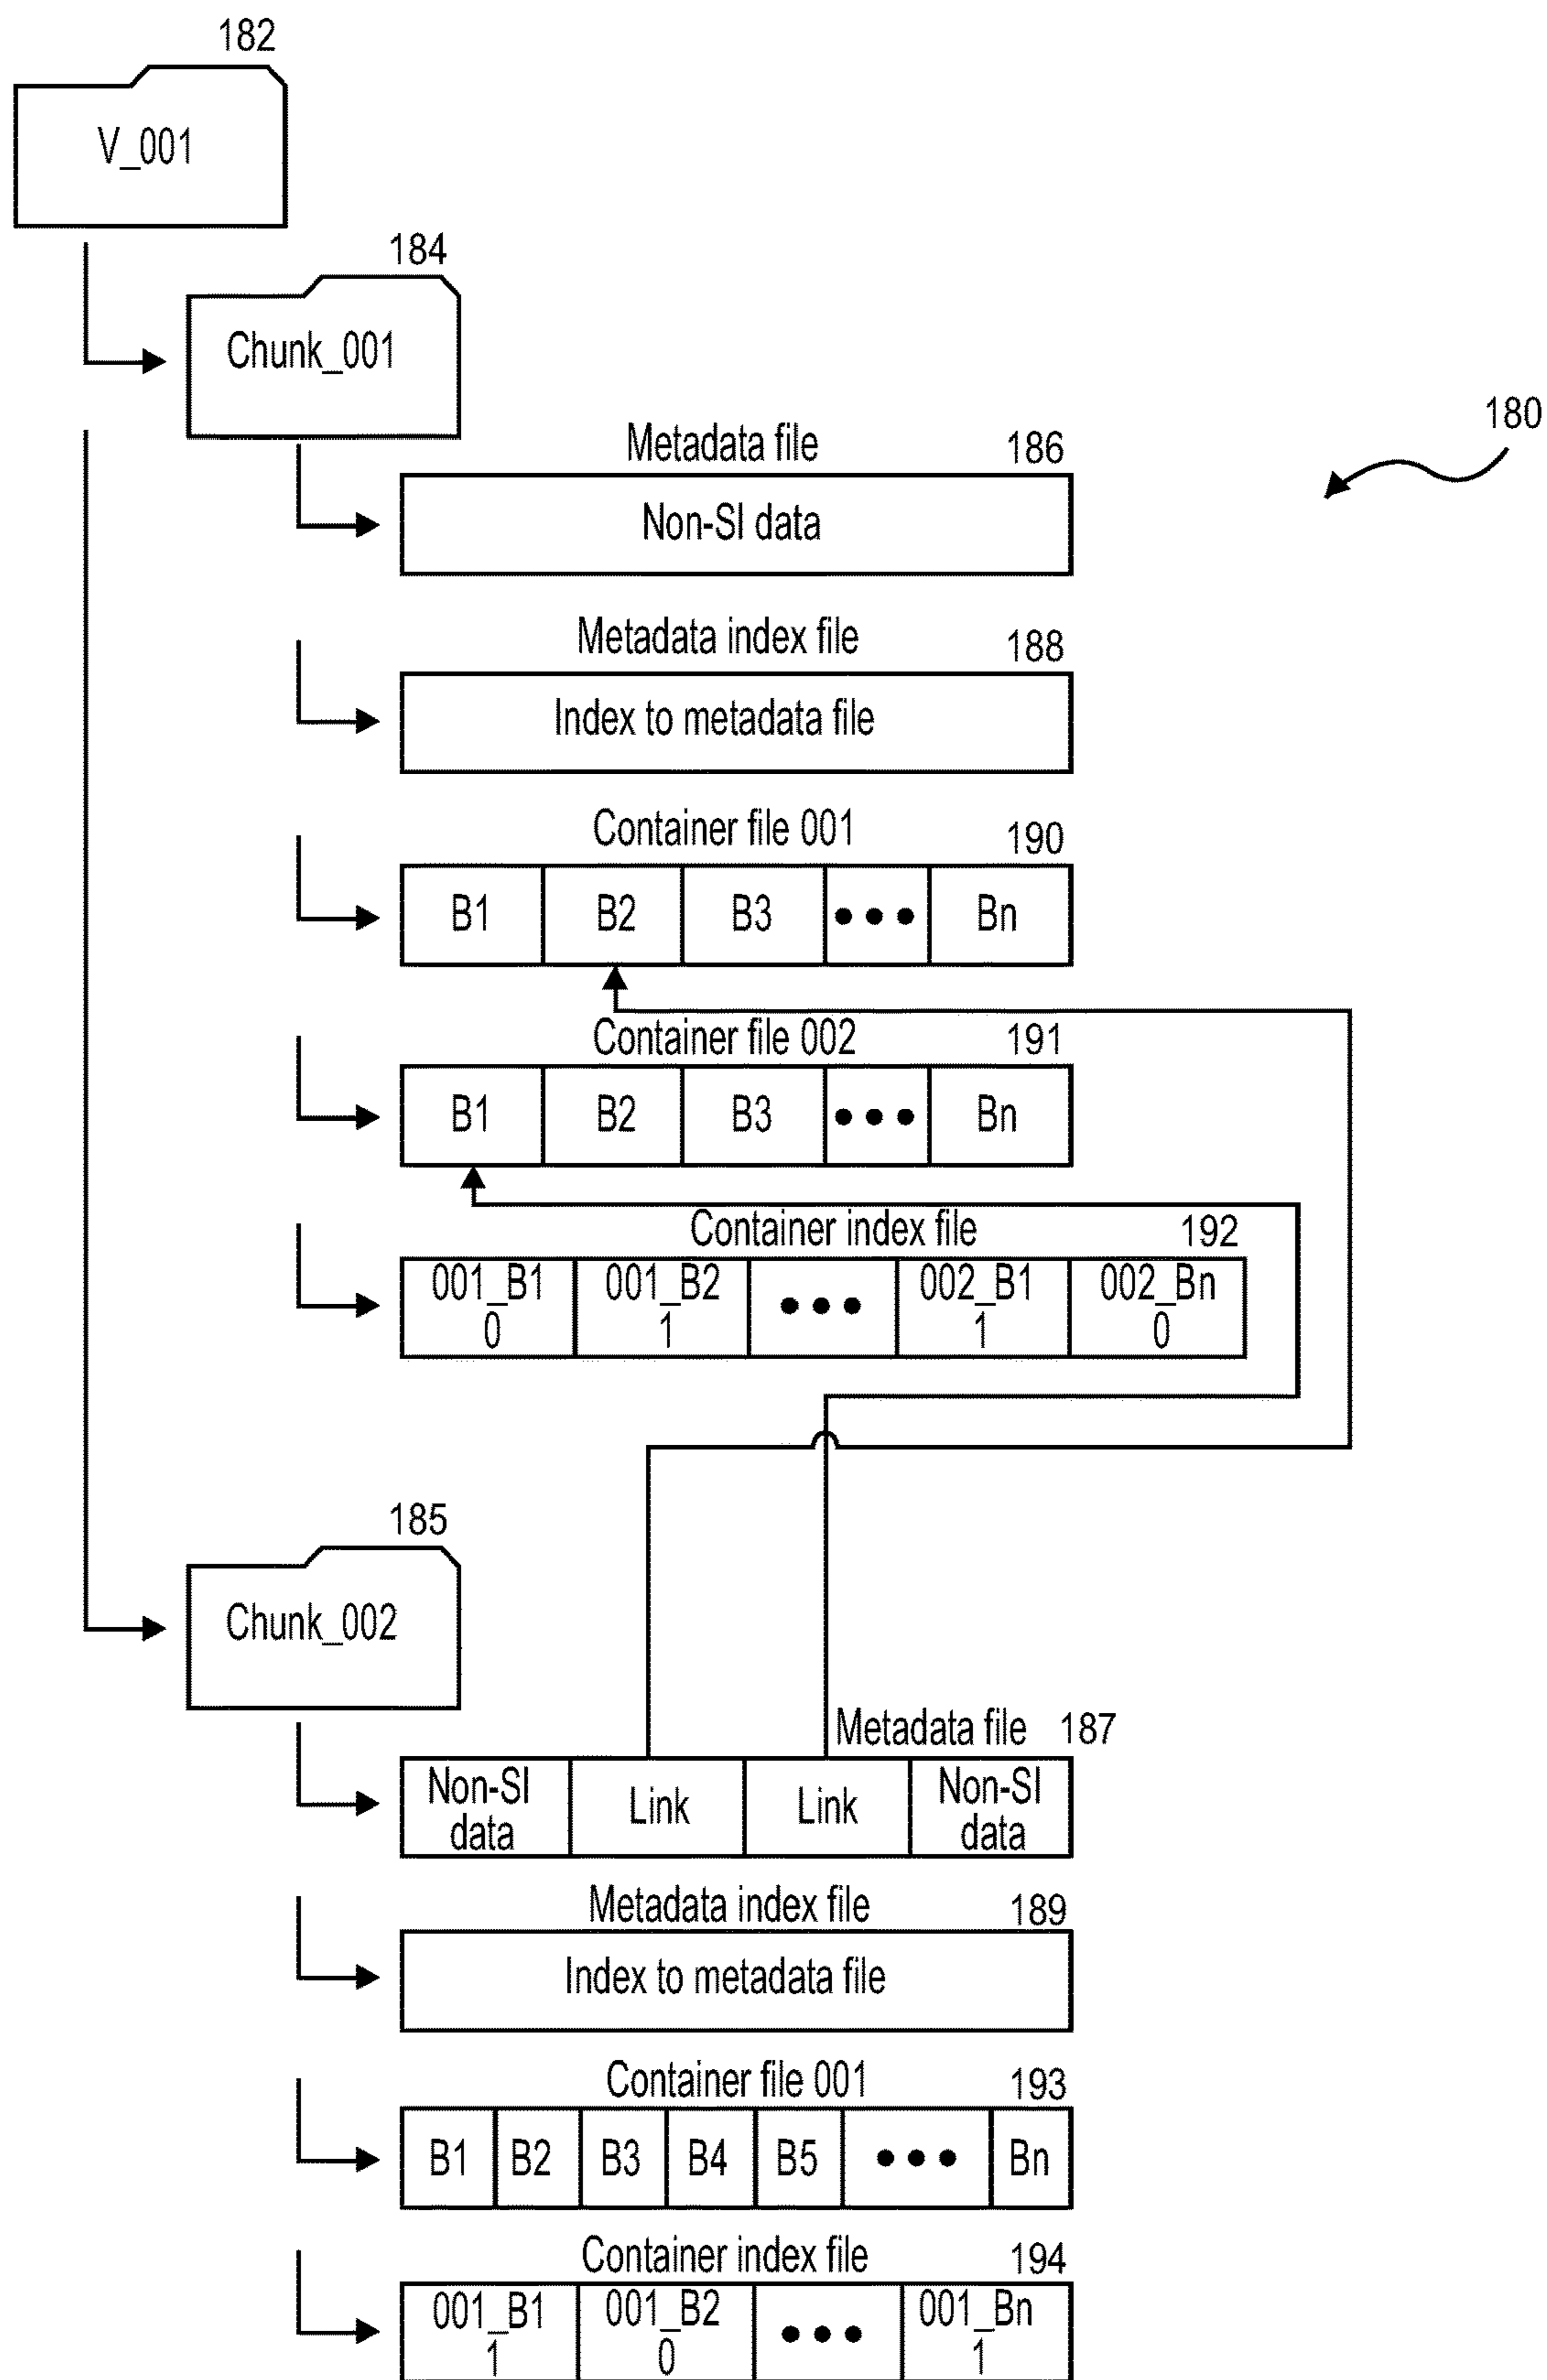 182
V_001
184
Chunk_001
180
Metadata file 186
Non-SI data
Metadata index file 188
Index to metadata file
Container file 001 190
B1 B2 B3 ●●● Bn
Container file 002 191
B1 B2 B3 ●●● Bn
Container index file 192
001_B1 001_B2 ●●● 002_B1 002_Bn
0 1 1 0
185
Chunk_002
Metadata file 187
Non-SI Link Link Non-SI
data data
Metadata index file 189
Index to metadata file
Container file 001 193
B1 B2 B3 B4 B5 ●●● Bn
Container index file 194
001_B1 001_B2 ●●● 001_Bn
1 0 1